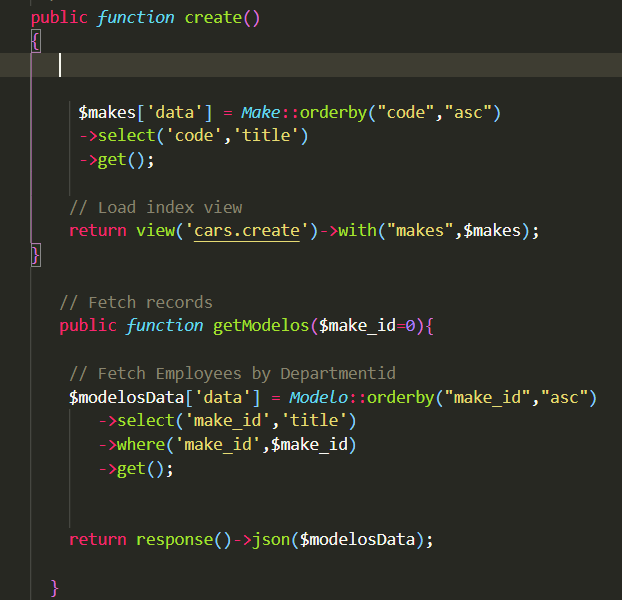 public function create()
{
$makes['data'] = Make::orderby("code","asc")
->select('code','title')
->get();
// Load index view
return view('cars.create')->with("makes",$makes);
}
// Fetch records
public function getModelos($make_id=0){
// Fetch Employees by Departmentid
$modelosData['data'] = Modelo::orderby("make_id","asc")
->select('make_id','title')
->where('make_id',$make_id)
->get();
return response()->json($modelosData);
}